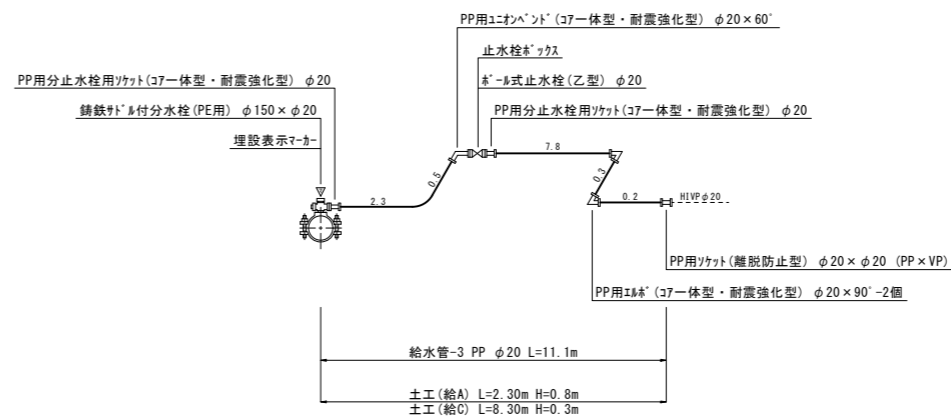 PP用ﾕﾆｵﾝﾍﾞﾝﾄﾞ(ｺｱ一体型・耐震強化型) φ20×60°
止水栓ﾎﾞｯｸｽ
PP用分止水栓用ｿｹｯﾄ(ｺｱ一体型・耐震強化型) φ20
ﾎﾞｰﾙ式止水栓(乙型) φ20
鋳鉄ｻﾄﾞﾙ付分水栓(PE用) φ150×φ20
PP用分止水栓用ｿｹｯﾄ(ｺｱ一体型・耐震強化型) φ20
埋設表示ﾏｰｶｰ
7.8
0.5
0.3
2.3
0.2
HIVPφ20
PP用ｿｹｯﾄ(離脱防止型) φ20×φ20 (PP×VP)
PP用ｴﾙﾎﾞ(ｺｱ一体型・耐震強化型) φ20×90°-2個
給水管-3 PP φ20 L=11.1m
土工(給A) L=2.30m H=0.8m
土工(給C) L=8.30m H=0.3m